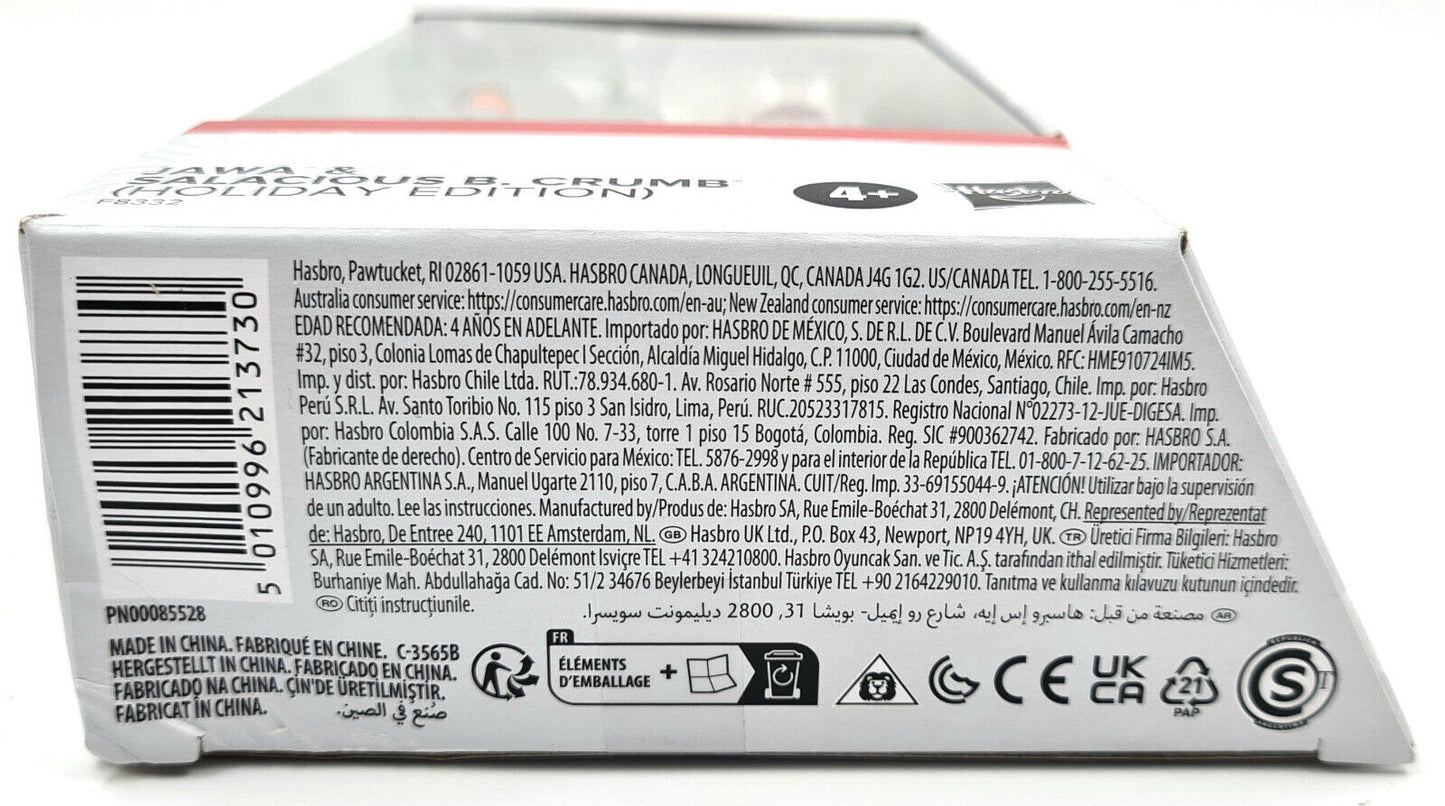 JAWA™ &
SALACIOUS B. CRUMB™
(HOLIDAY EDITION)
F8332
4+
Hasbro
5 010996 213730
Hasbro, Pawtucket, RI 02861-1059 USA. HASBRO CANADA, LONGUEUIL, QC, CANADA J4G 1G2. US/CANADA TEL. 1-800-255-5516.
Australia consumer service: https://consumercare.hasbro.com/en-au; New Zealand consumer service: https://consumercare.hasbro.com/en-nz
EDAD RECOMENDADA: 4 AÑOS EN ADELANTE. Importado por: HASBRO DE MÉXICO, S. DE R.L. DE C.V. Boulevard Manuel Ávila Camacho
#32, piso 3, Colonia Lomas de Chapultepec I Sección, Alcaldía Miguel Hidalgo, C.P. 11000, Ciudad de México, México. RFC: HME910724IM5.
Imp. y dist. por: Hasbro Chile Ltda. RUT.:78.934.680-1. Av. Rosario Norte # 555, piso 22 Las Condes, Santiago, Chile. Imp. por: Hasbro
Perú S.R.L. Av. Santo Toribio No. 115 piso 3 San Isidro, Lima, Perú. RUC.20523317815. Registro Nacional N°02273-12-JUE-DIGESA. Imp.
por: Hasbro Colombia S.A.S. Calle 100 No. 7-33, torre 1 piso 15 Bogotá, Colombia. Reg. SIC #900362742. Fabricado por: HASBRO S.A.
(Fabricante de derecho). Centro de Servicio para México: TEL. 5876-2998 y para el interior de la República TEL. 01-800-7-12-62-25. IMPORTADOR:
HASBRO ARGENTINA S.A., Manuel Ugarte 2110, piso 7, C.A.B.A. ARGENTINA. CUIT/Reg. Imp. 33-69155044-9. ¡ATENCIÓN! Utilizar bajo la supervisión
de un adulto. Lee las instrucciones. Manufactured by/Produs de: Hasbro SA, Rue Emile-Boéchat 31, 2800 Delémont, CH. Represented by/Reprezentat
de: Hasbro, De Entree 240, 1101 EE Amsterdam, NL. GB Hasbro UK Ltd., P.O. Box 43, Newport, NP19 4YH, UK. TR Üretici Firma Bilgileri: Hasbro
SA, Rue Emile-Boéchat 31, 2800 Delémont İsviçre TEL +41 324210800. Hasbro Oyuncak San. ve Tic. A.Ş. tarafından ithal edilmiştir. Tüketici Hizmetleri:
Burhaniye Mah. Abdullahağa Cad. No: 51/2 34676 Beylerbeyi İstanbul Türkiye TEL +90 2164229010. Tanıtma ve kullanma kılavuzu kutunun içindedir.
RO Citiți instrucțiunile.
AR مصنعة من قبل: هاسبرو إس إيه، شارع رو إيميل- بويشا 31, 2800 ديليمونت سويسرا.
PN00085528
MADE IN CHINA. FABRIQUÉ EN CHINE. C-3565B
HERGESTELLT IN CHINA. FABRICADO EN CHINA.
FABRICADO NA CHINA. ÇİN'DE ÜRETİLMİŞTİR.
FABRICAT ÎN CHINA. صُنع في الصين.
FR
ÉLÉMENTS
D'EMBALLAGE +
CE
UK
CA
21
PAP
REPUBLICA
S T
ARGENTINA